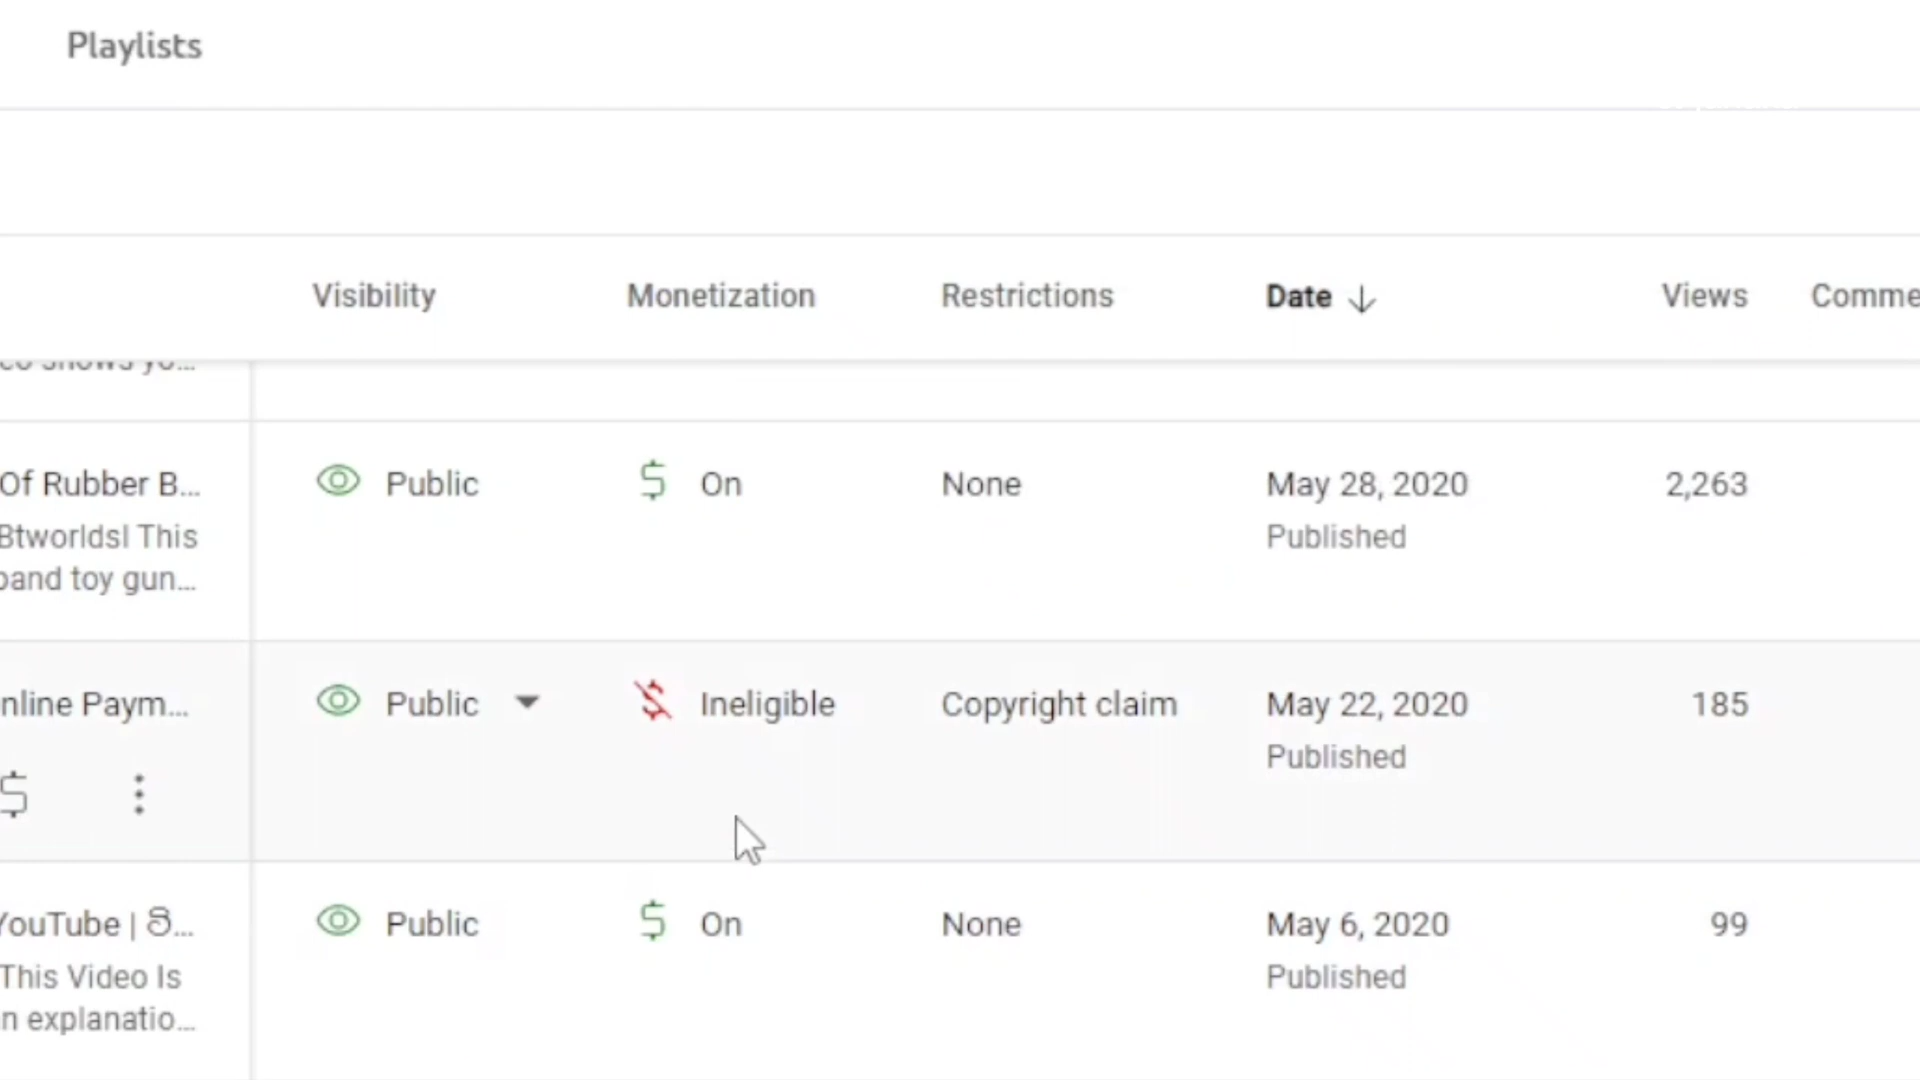 Playlists
Visibility Monetization Restrictions Date Views Comme
Of Rubber B... Public On None May 28, 2020 2,263
Btworldsl This Published
band toy gun...
nline Paym... Public Ineligible Copyright claim May 22, 2020 185
Published
YouTube | පි... Public On None May 6, 2020 99
This Video Is Published
n explanatio...